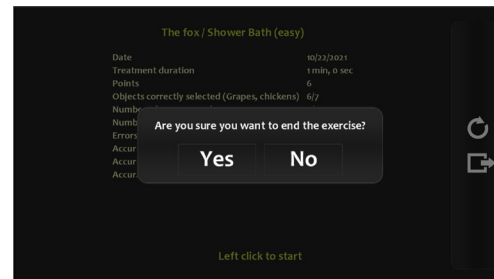 The fox / Shower Bath (easy)
Date 10/22/2021
Treatment duration 1 min, 0 sec
Points 6
Objects correctly selected (Grapes, chickens) 6/7
Are you sure you want to end the exercise?
Errors
Yes No
Left click to start